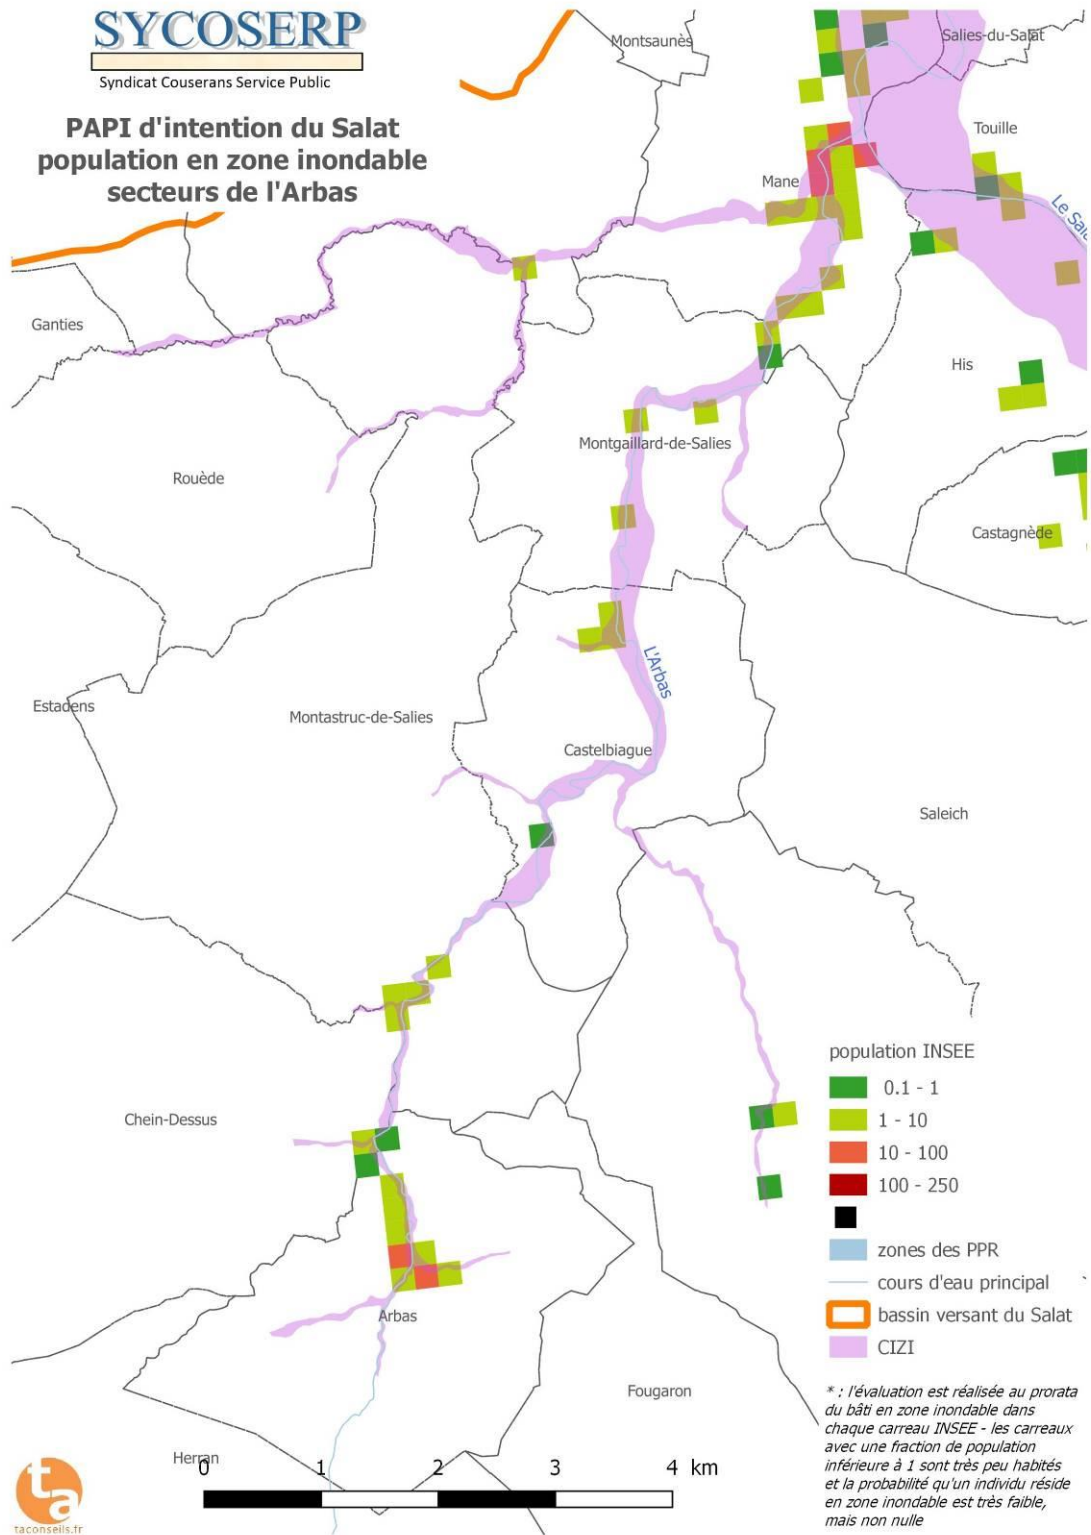 SYCOSERP
Syndicat Couserans Service Public
PAPI d'intention du Salat
population en zone inondable
secteurs de l'Arbas
Montsaunès
Salies-du-Salat
Touille
Mane
Ganties
His
Montgaillard-de-Salies
Rouède
Castagnède
L'Arbas
Estadens
Montastruc-de-Salies
Castelbiague
Saleich
Chein-Dessus
Arbas
Fougaron
Herran
population INSEE
0.1 - 1
1 - 10
10 - 100
100 - 250
zones des PPR
cours d'eau principal
bassin versant du Salat
CIZI
* : l'évaluation est réalisée au prorata
du bâti en zone inondable dans
chaque carreau INSEE - les carreaux
avec une fraction de population
inférieure à 1 sont très peu habités
et la probabilité qu'un individu réside
en zone inondable est très faible,
mais non nulle
0 1 2 3 4 km
ta
taconseils.fr